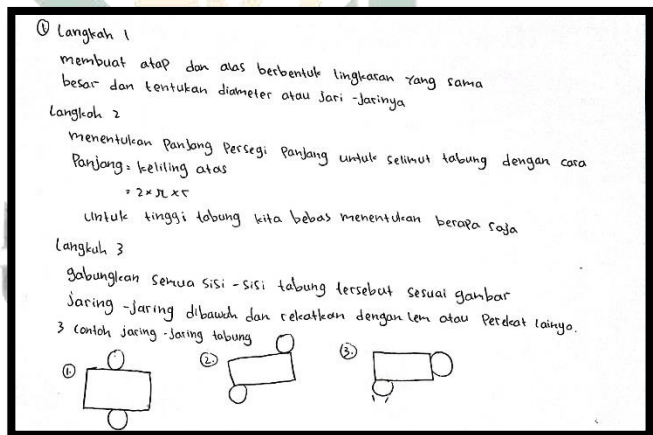 ① Langkah 1
membuat atap dan alas berbentuk lingkaran yang sama
besar dan tentukan diameter atau jari-jarinya
Langkah 2
menentukan Panjang Persegi Panjang untuk selimut tabung dengan cara
Panjang = keliling atas
= 2 × π × r
Untuk tinggi tabung kita bebas menentukan berapa saja
Langkah 3
gabungkan semua sisi-sisi tabung tersebut sesuai gambar
Jaring-jaring dibawah dan rekatkan dengan lem atau Perekat lainyo.
3 contoh jaring-jaring tabung
①. ②. ③.